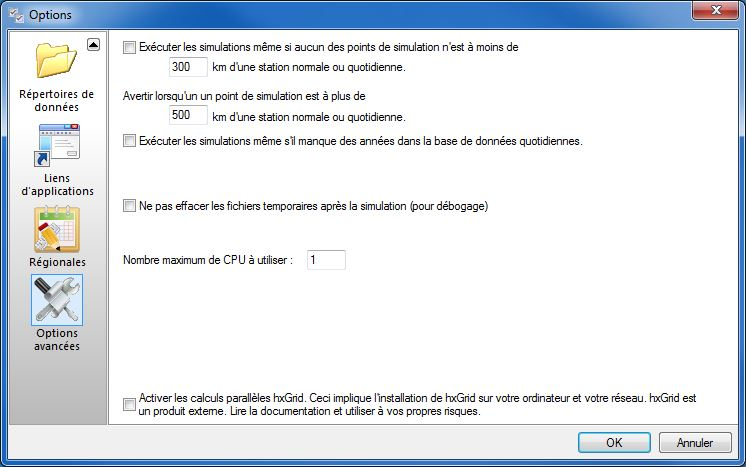 Options
Répertoires de
données
Liens
d'applications
Régionales
Options
avancées
Exécuter les simulations même si aucun des points de simulation n'est à moins de
300 km d'une station normale ou quotidienne.
Avertir lorsqu'un un point de simulation est à plus de
500 km d'une station normale ou quotidienne.
Exécuter les simulations même s'il manque des années dans la base de données quotidiennes.
Ne pas effacer les fichiers temporaires après la simulation (pour débogage)
Nombre maximum de CPU à utiliser : 1
Activer les calculs parallèles hxGrid. Ceci implique l'installation de hxGrid sur votre ordinateur et votre réseau. hxGrid est
un produit externe. Lire la documentation et utiliser à vos propres risques.
OK Annuler